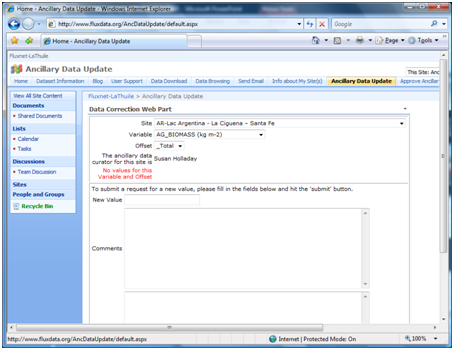 Home - Ancillary Data Update - Windows Internet Explorer
http://www.fluxdata.org/AncDataUpdate/default.aspx
Google
Home - Ancillary Data Update
Page
Tools
Fluxnet-LaThuile
Ancillary Data Update
This Site: Anc
Home Dataset Information Blog User Support Data Download Data Browsing Send Email Info about My Site(s) Ancillary Data Update Approve Ancillar
View All Site Content
Documents
Shared Documents
Lists
Calendar
Tasks
Discussions
Team Discussion
Sites
People and Groups
Recycle Bin
Fluxnet-LaThuile > Ancillary Data Update
Data Correction Web Part
Site AR-Lac Argentina - La Ciguena - Santa Fe
Variable AG_BIOMASS (kg m-2)
Offset _Total
The ancillary data
curator for this site is
Susan Holladay
No values for this
Variable and Offset
To submit a request for a new value, please fill in the fields below and hit the 'submit' button.
New Value
Comments
http://www.fluxdata.org/AncDataUpdate/default.aspx
Internet | Protected Mode: On
100%